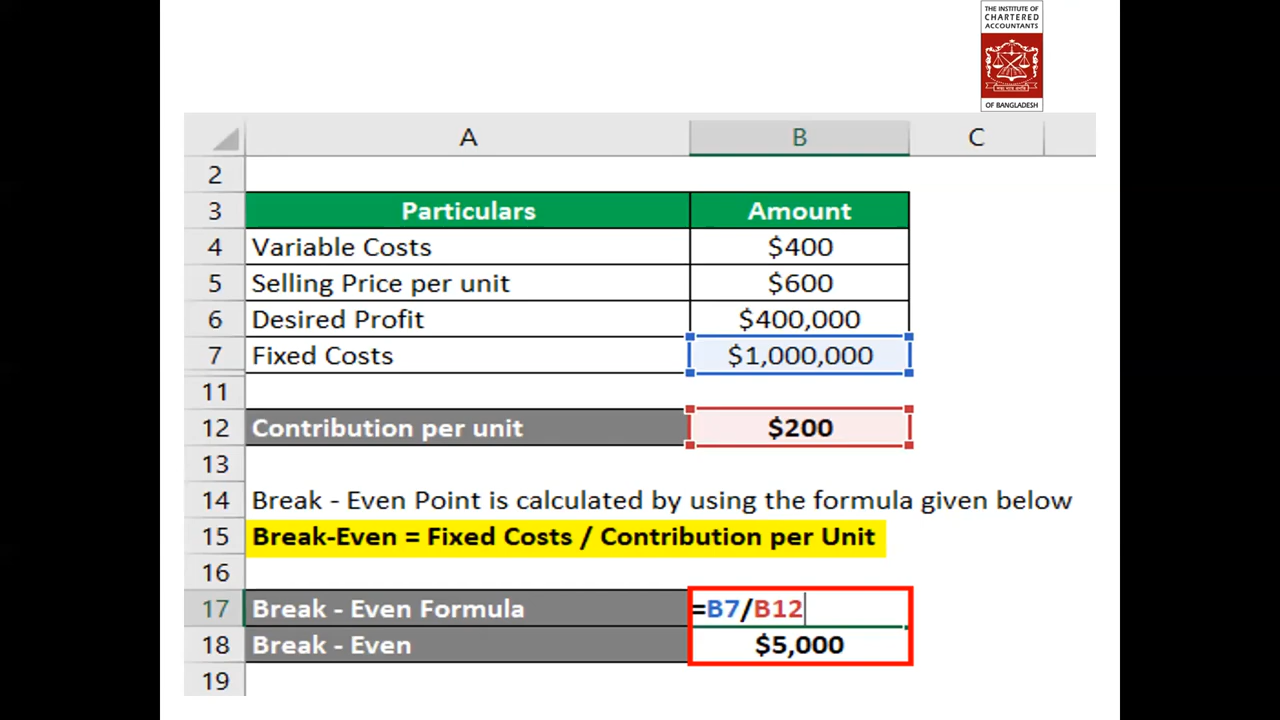 THE INSTITUTE OF
CHARTERED
ACCOUNTANTS
OF BANGLADESH
A B C
2
3 Particulars Amount
4 Variable Costs $400
5 Selling Price per unit $600
6 Desired Profit $400,000
7 Fixed Costs $1,000,000
11
12 Contribution per unit $200
13
14 Break - Even Point is calculated by using the formula given below
15 Break-Even = Fixed Costs / Contribution per Unit
16
17 Break - Even Formula =B7/B12
18 Break - Even $5,000
19